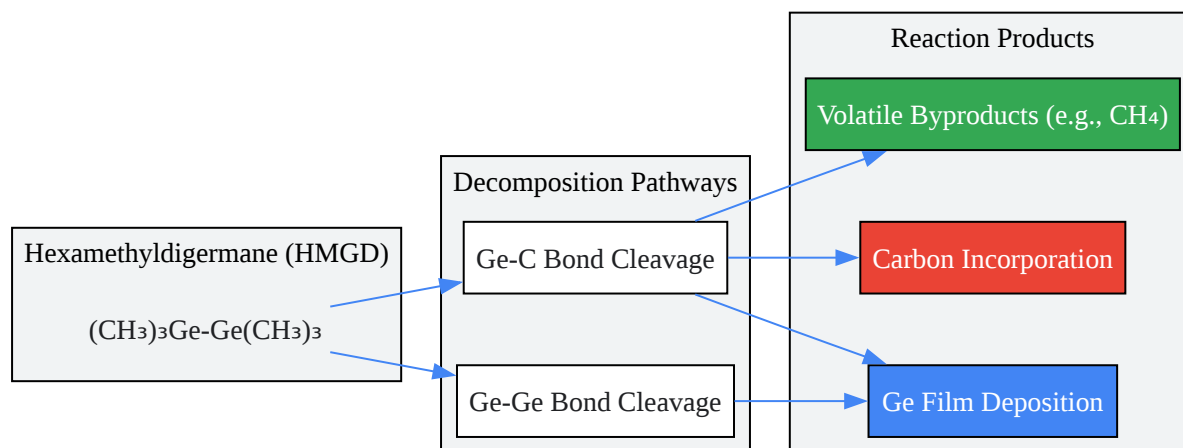 Hexamethyldigermane (HMGD)
(CH₃)₃Ge-Ge(CH₃)₃
Decomposition Pathways
Ge-C Bond Cleavage
Ge-Ge Bond Cleavage
Reaction Products
Volatile Byproducts (e.g., CH₄)
Carbon Incorporation
Ge Film Deposition